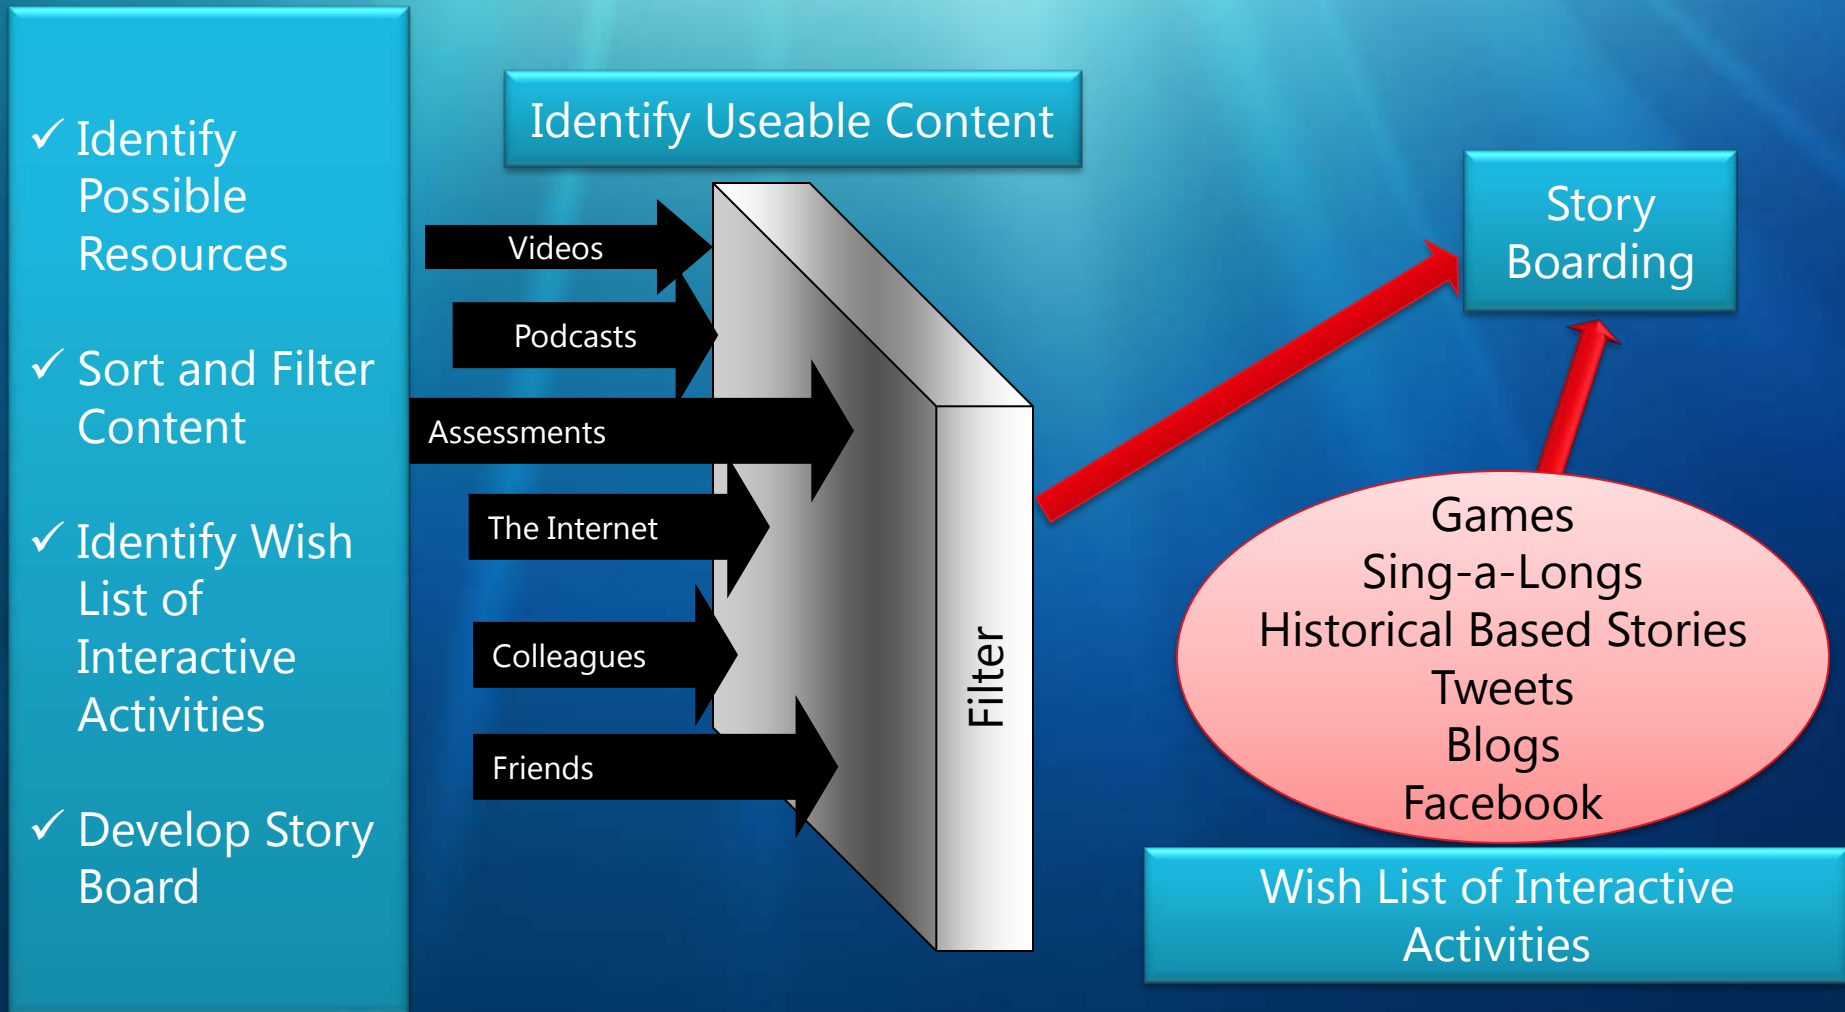 ✓ Identify
Possible
Resources
✓ Sort and Filter
Content
✓ Identify Wish
List of
Interactive
Activities
✓ Develop Story
Board
Identify Useable Content
Videos
Podcasts
Assessments
The Internet
Colleagues
Friends
Filter
Story
Boarding
Games
Sing-a-Longs
Historical Based Stories
Tweets
Blogs
Facebook
Wish List of Interactive
Activities